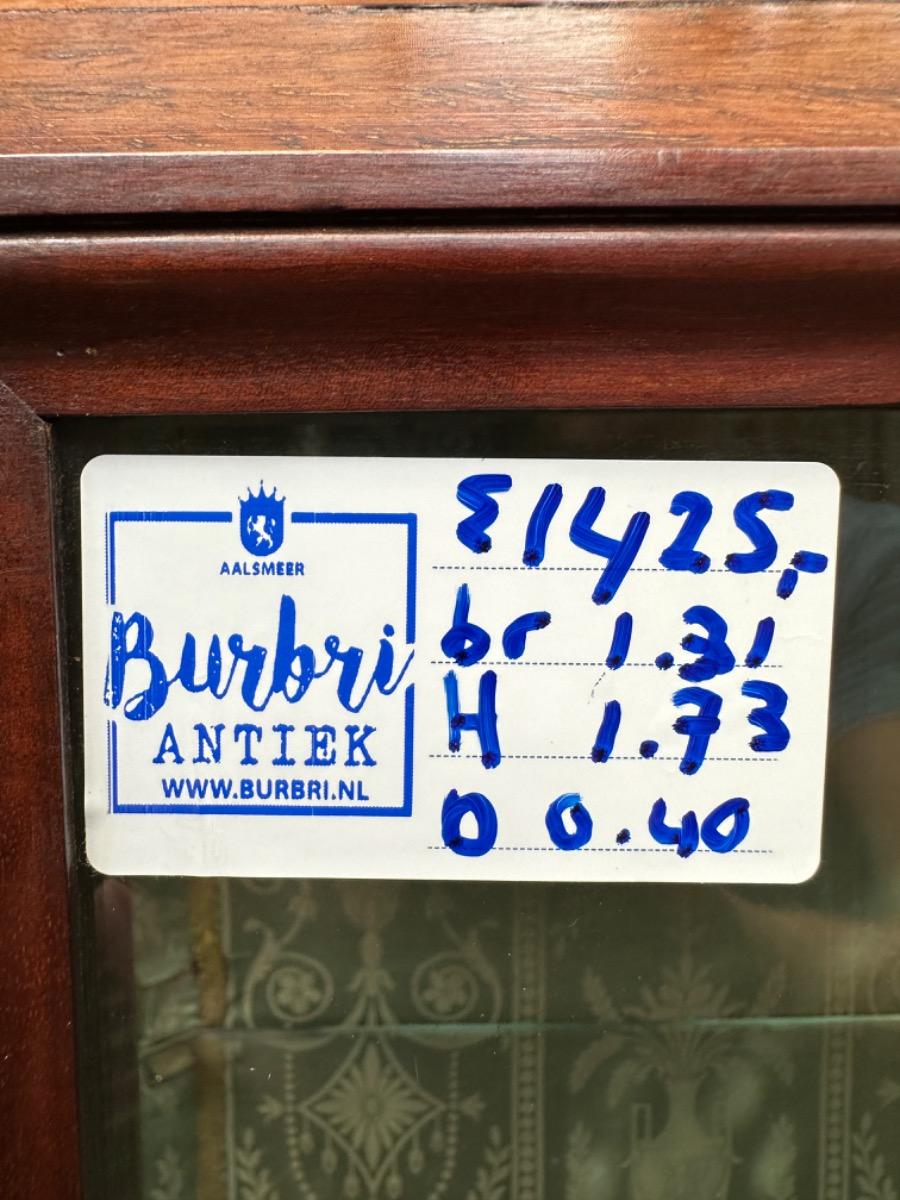 AALSMEER
Burbri
ANTIEK
WWW.BURBRI.NL
€1425,-
br 1.31
H 1.73
D 0.40